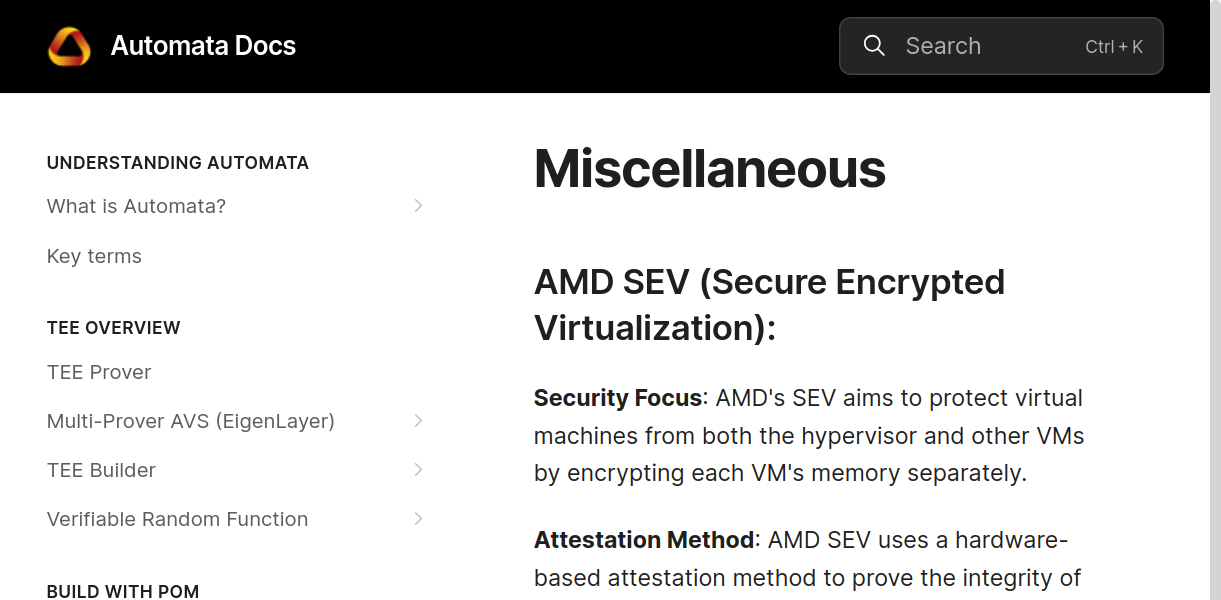 Automata Docs
Search
Ctrl + K
UNDERSTANDING AUTOMATA
What is Automata?
Key terms
TEE OVERVIEW
TEE Prover
Multi-Prover AVS (EigenLayer)
TEE Builder
Verifiable Random Function
BUILD WITH POM
Miscellaneous
AMD SEV (Secure Encrypted
Virtualization):
Security Focus: AMD's SEV aims to protect virtual
machines from both the hypervisor and other VMs
by encrypting each VM's memory separately.
Attestation Method: AMD SEV uses a hardware-
based attestation method to prove the integrity of